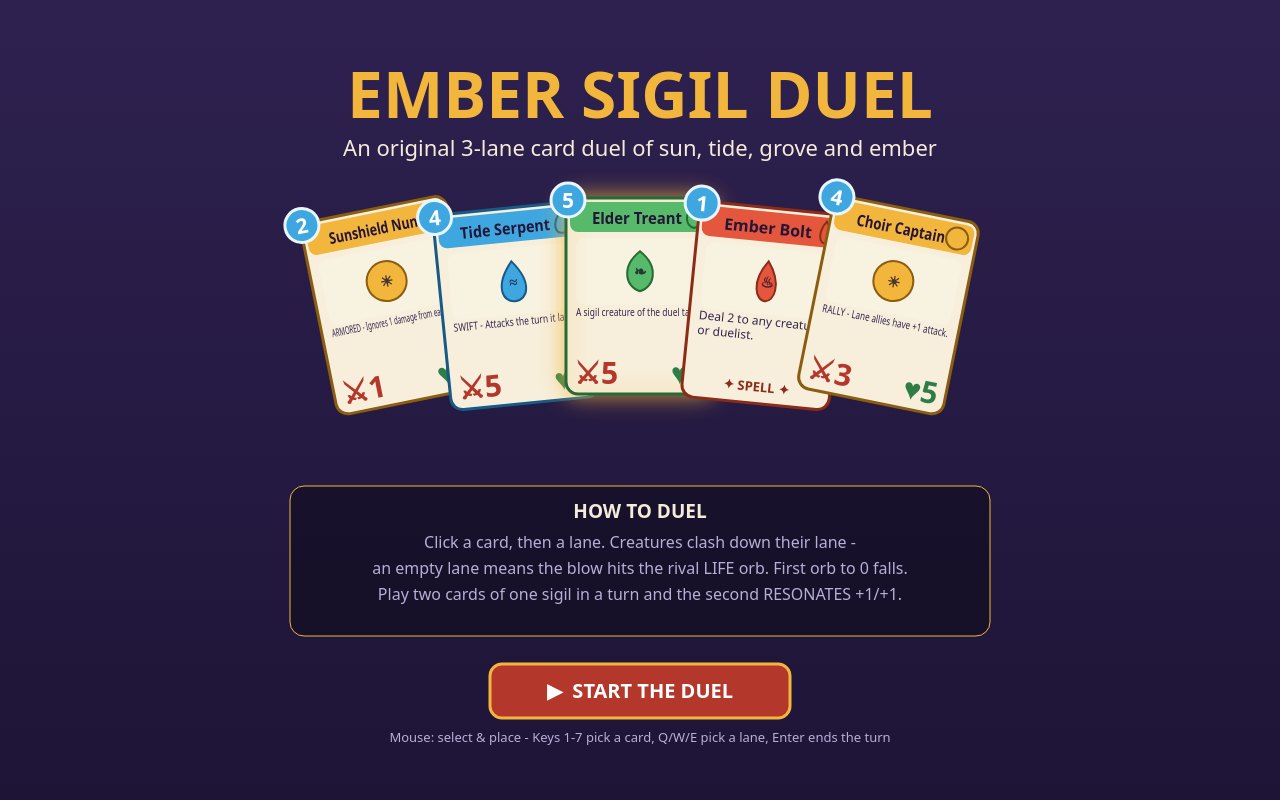 EMBER SIGIL DUEL
An original 3-lane card duel of sun, tide, grove and ember
2
Sunshield Nun
ARMORED - Ignores 1 damage from
⚔1
4
Tide Serpent
SWIFT - Attacks the turn it
⚔5
5
Elder Treant
A sigil creature of the duel
⚔5
1
Ember Bolt
Deal 2 to any
or duelist.
✦ SPELL ✦
4
Choir Captain
RALLY - Lane allies have +1 attack.
⚔3
♥5
HOW TO DUEL
Click a card, then a lane. Creatures clash down their lane -
an empty lane means the blow hits the rival LIFE orb. First orb to 0 falls.
Play two cards of one sigil in a turn and the second RESONATES +1/+1.
▶ START THE DUEL
Mouse: select & place - Keys 1-7 pick a card, Q/W/E pick a lane, Enter ends the turn